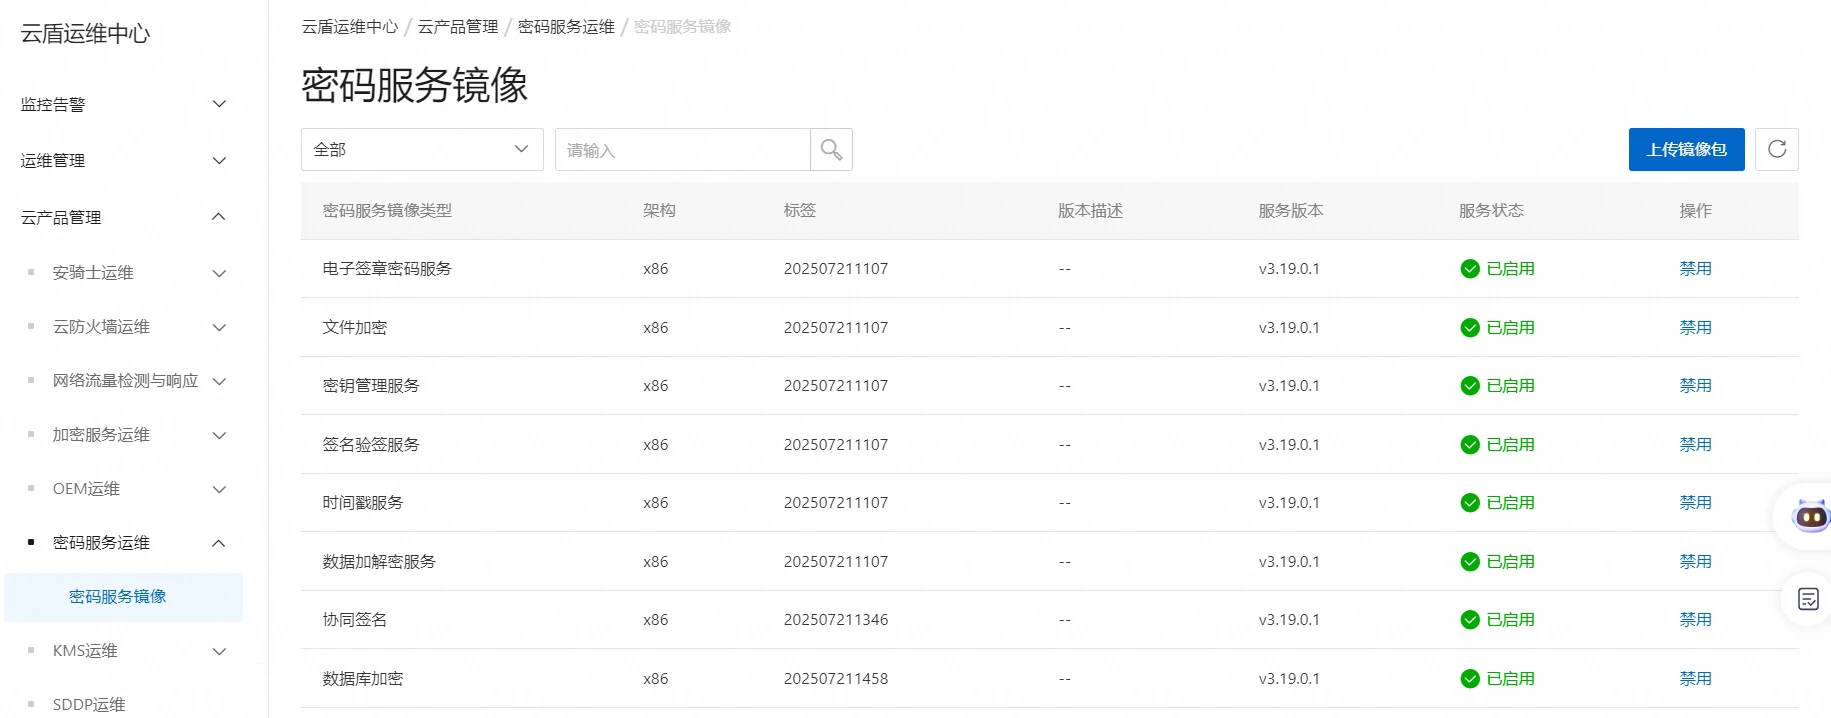 云盾运维中心
监控告警
运维管理
云产品管理
安骑士运维
云防火墙运维
网络流量检测与响应
加密服务运维
OEM运维
密码服务运维
密码服务镜像
KMS运维
SDDP运维
云盾运维中心 / 云产品管理 / 密码服务运维 / 密码服务镜像
密码服务镜像
全部 请输入 上传镜像包
密码服务镜像类型 架构 标签 版本描述 服务版本 服务状态 操作
电子签章密码服务 x86 202507211107 -- v3.19.0.1 已启用 禁用
文件加密 x86 202507211107 -- v3.19.0.1 已启用 禁用
密钥管理服务 x86 202507211107 -- v3.19.0.1 已启用 禁用
签名验签服务 x86 202507211107 -- v3.19.0.1 已启用 禁用
时间戳服务 x86 202507211107 -- v3.19.0.1 已启用 禁用
数据加解密服务 x86 202507211107 -- v3.19.0.1 已启用 禁用
协同签名 x86 202507211346 -- v3.19.0.1 已启用 禁用
数据库加密 x86 202507211458 -- v3.19.0.1 已启用 禁用